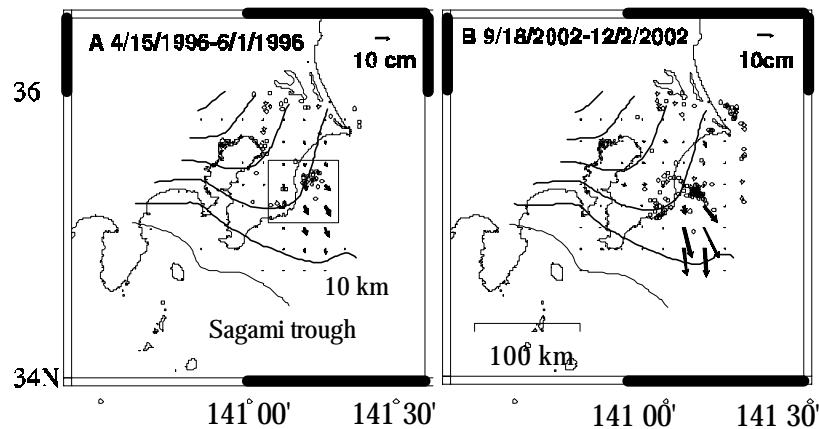 A 4/15/1996-6/1/1996
10 cm
B 9/18/2002-12/2/2002
10cm
36
10 km
Sagami trough
100 km
34N
141 00'
141 30'
141 00'
141 30'